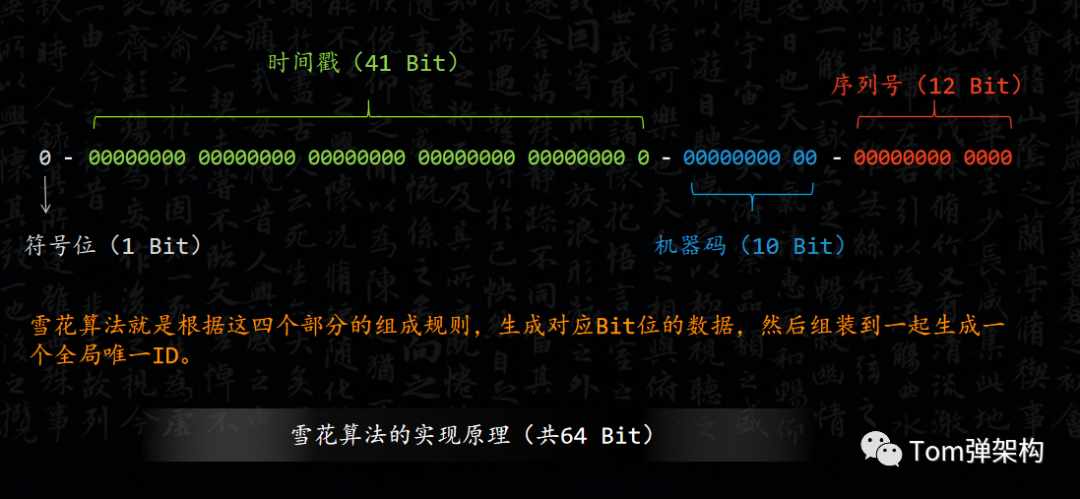 时间戳（41 Bit）
序列号（12 Bit）
0 - 00000000 00000000 00000000 00000000 00000000 0 - 00000000 00 - 00000000 0000
符号位（1 Bit）
机器码（10 Bit）
雪花算法就是根据这四个部分的组成规则，生成对应Bit位的数据，然后组装到一起生成一
个全局唯一ID。
雪花算法的实现原理（共64 Bit）
Tom弹架构